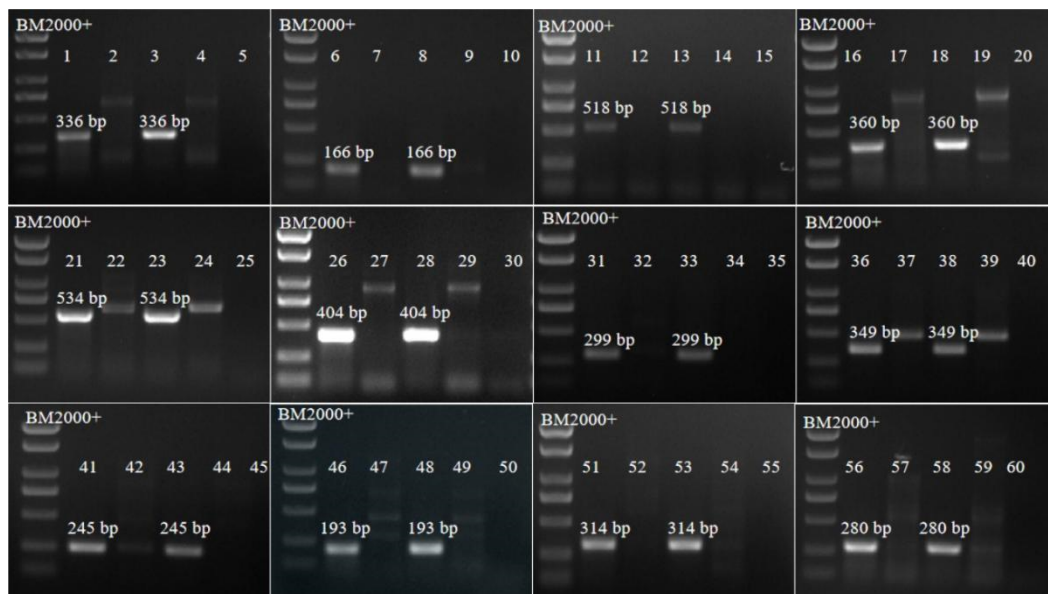 BM2000+
1 2 3 4 5
336 bp 336 bp
BM2000+
6 7 8 9 10
166 bp 166 bp
BM2000+
11 12 13 14 15
518 bp 518 bp
BM2000+
16 17 18 19 20
360 bp 360 bp
BM2000+
21 22 23 24 25
534 bp 534 bp
BM2000+
26 27 28 29 30
404 bp 404 bp
BM2000+
31 32 33 34 35
299 bp 299 bp
BM2000+
36 37 38 39 40
349 bp 349 bp
BM2000+
41 42 43 44 45
245 bp 245 bp
BM2000+
46 47 48 49 50
193 bp 193 bp
BM2000+
51 52 53 54 55
314 bp 314 bp
BM2000+
56 57 58 59 60
280 bp 280 bp